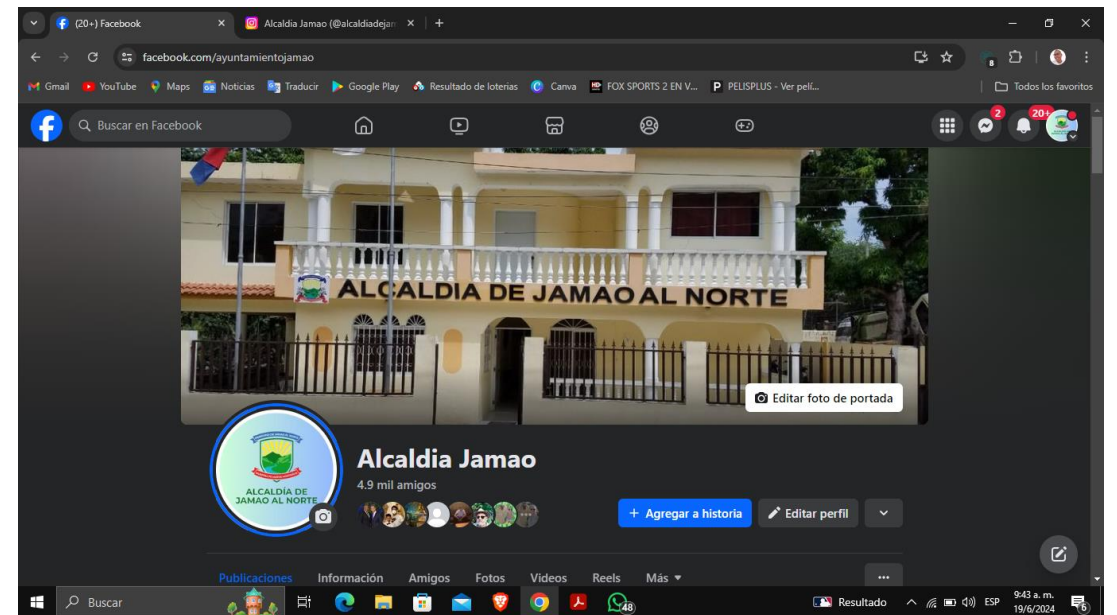 (20+) Facebook
Alcaldia Jamao (@alcaldiadejam
facebook.com/ayuntamientojamao
Gmail
YouTube
Maps
Noticias
Traducir
Google Play
Resultado de loterias
Canva
FOX SPORTS 2 EN V...
PELISPLUS - Ver pelí...
Todos los favoritos
Buscar en Facebook
2
20+
ALCALDIA DE JAMAO AL NORTE
Editar foto de portada
ALCALDÍA DE
JAMAO AL NORTE
Alcaldia Jamao
4.9 mil amigos
+ Agregar a historia
Editar perfil
Publicaciones
Información
Amigos
Fotos
Videos
Reels
Más
Buscar
48
Resultado
ESP
9:43 a. m.
19/6/2024
6